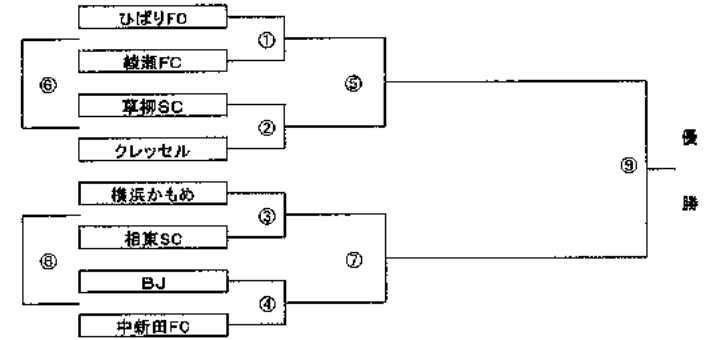 ひばりFC
①
綾瀬FC
⑥
⑤
草柳SC
②
クレッセル
優
⑨
横浜かもめ
勝
③
相東SC
⑧
⑦
BJ
④
中新田FC